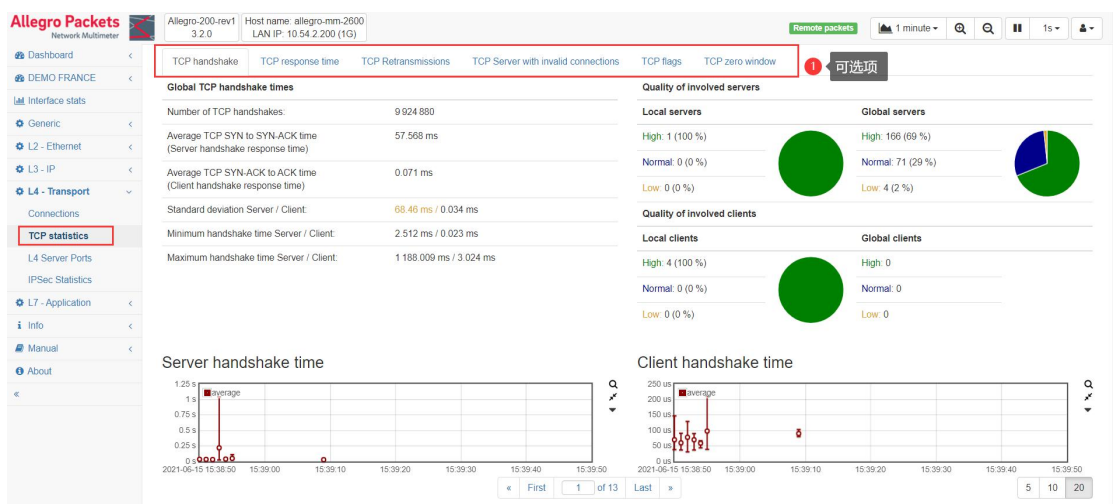 Allegro Packets
Network Multimeter
Allegro-200-rev1
3.2.0
Host name: allegro-mm-2600
LAN IP: 10.54.2.200 (1G)
Remote packets
1 minute
1s
Dashboard
DEMO FRANCE
Interface stats
Generic
L2 - Ethernet
L3 - IP
L4 - Transport
Connections
TCP statistics
L4 Server Ports
IPSec Statistics
L7 - Application
Info
Manual
About
«
TCP handshake
TCP response time
TCP Retransmissions
TCP Server with invalid connections
TCP flags
TCP zero window
1 可选项
Global TCP handshake times
Number of TCP handshakes: 9 924 880
Average TCP SYN to SYN-ACK time 57.568 ms
(Server handshake response time)
Average TCP SYN-ACK to ACK time 0.071 ms
(Client handshake response time)
Standard deviation Server / Client: 68.46 ms / 0.034 ms
Minimum handshake time Server / Client: 2.512 ms / 0.023 ms
Maximum handshake time Server / Client: 1 188.009 ms / 3.024 ms
Quality of involved servers
Local servers
High: 1 (100 %)
Normal: 0 (0 %)
Low: 0 (0 %)
Global servers
High: 166 (69 %)
Normal: 71 (29 %)
Low: 4 (2 %)
Quality of involved clients
Local clients
High: 4 (100 %)
Normal: 0 (0 %)
Low: 0 (0 %)
Global clients
High: 0
Normal: 0
Low: 0
Server handshake time
average
1.25 s
1 s
0.75 s
0.5 s
0.25 s
0 s
2021-06-15 15:38:50 15:39:00 15:39:10 15:39:20 15:39:30 15:39:40 15:39:50
Client handshake time
average
250 us
200 us
150 us
100 us
50 us
0 us
2021-06-15 15:38:50 15:39:00 15:39:10 15:39:20 15:39:30 15:39:40 15:39:50
« First 1 of 13 Last »
5 10 20